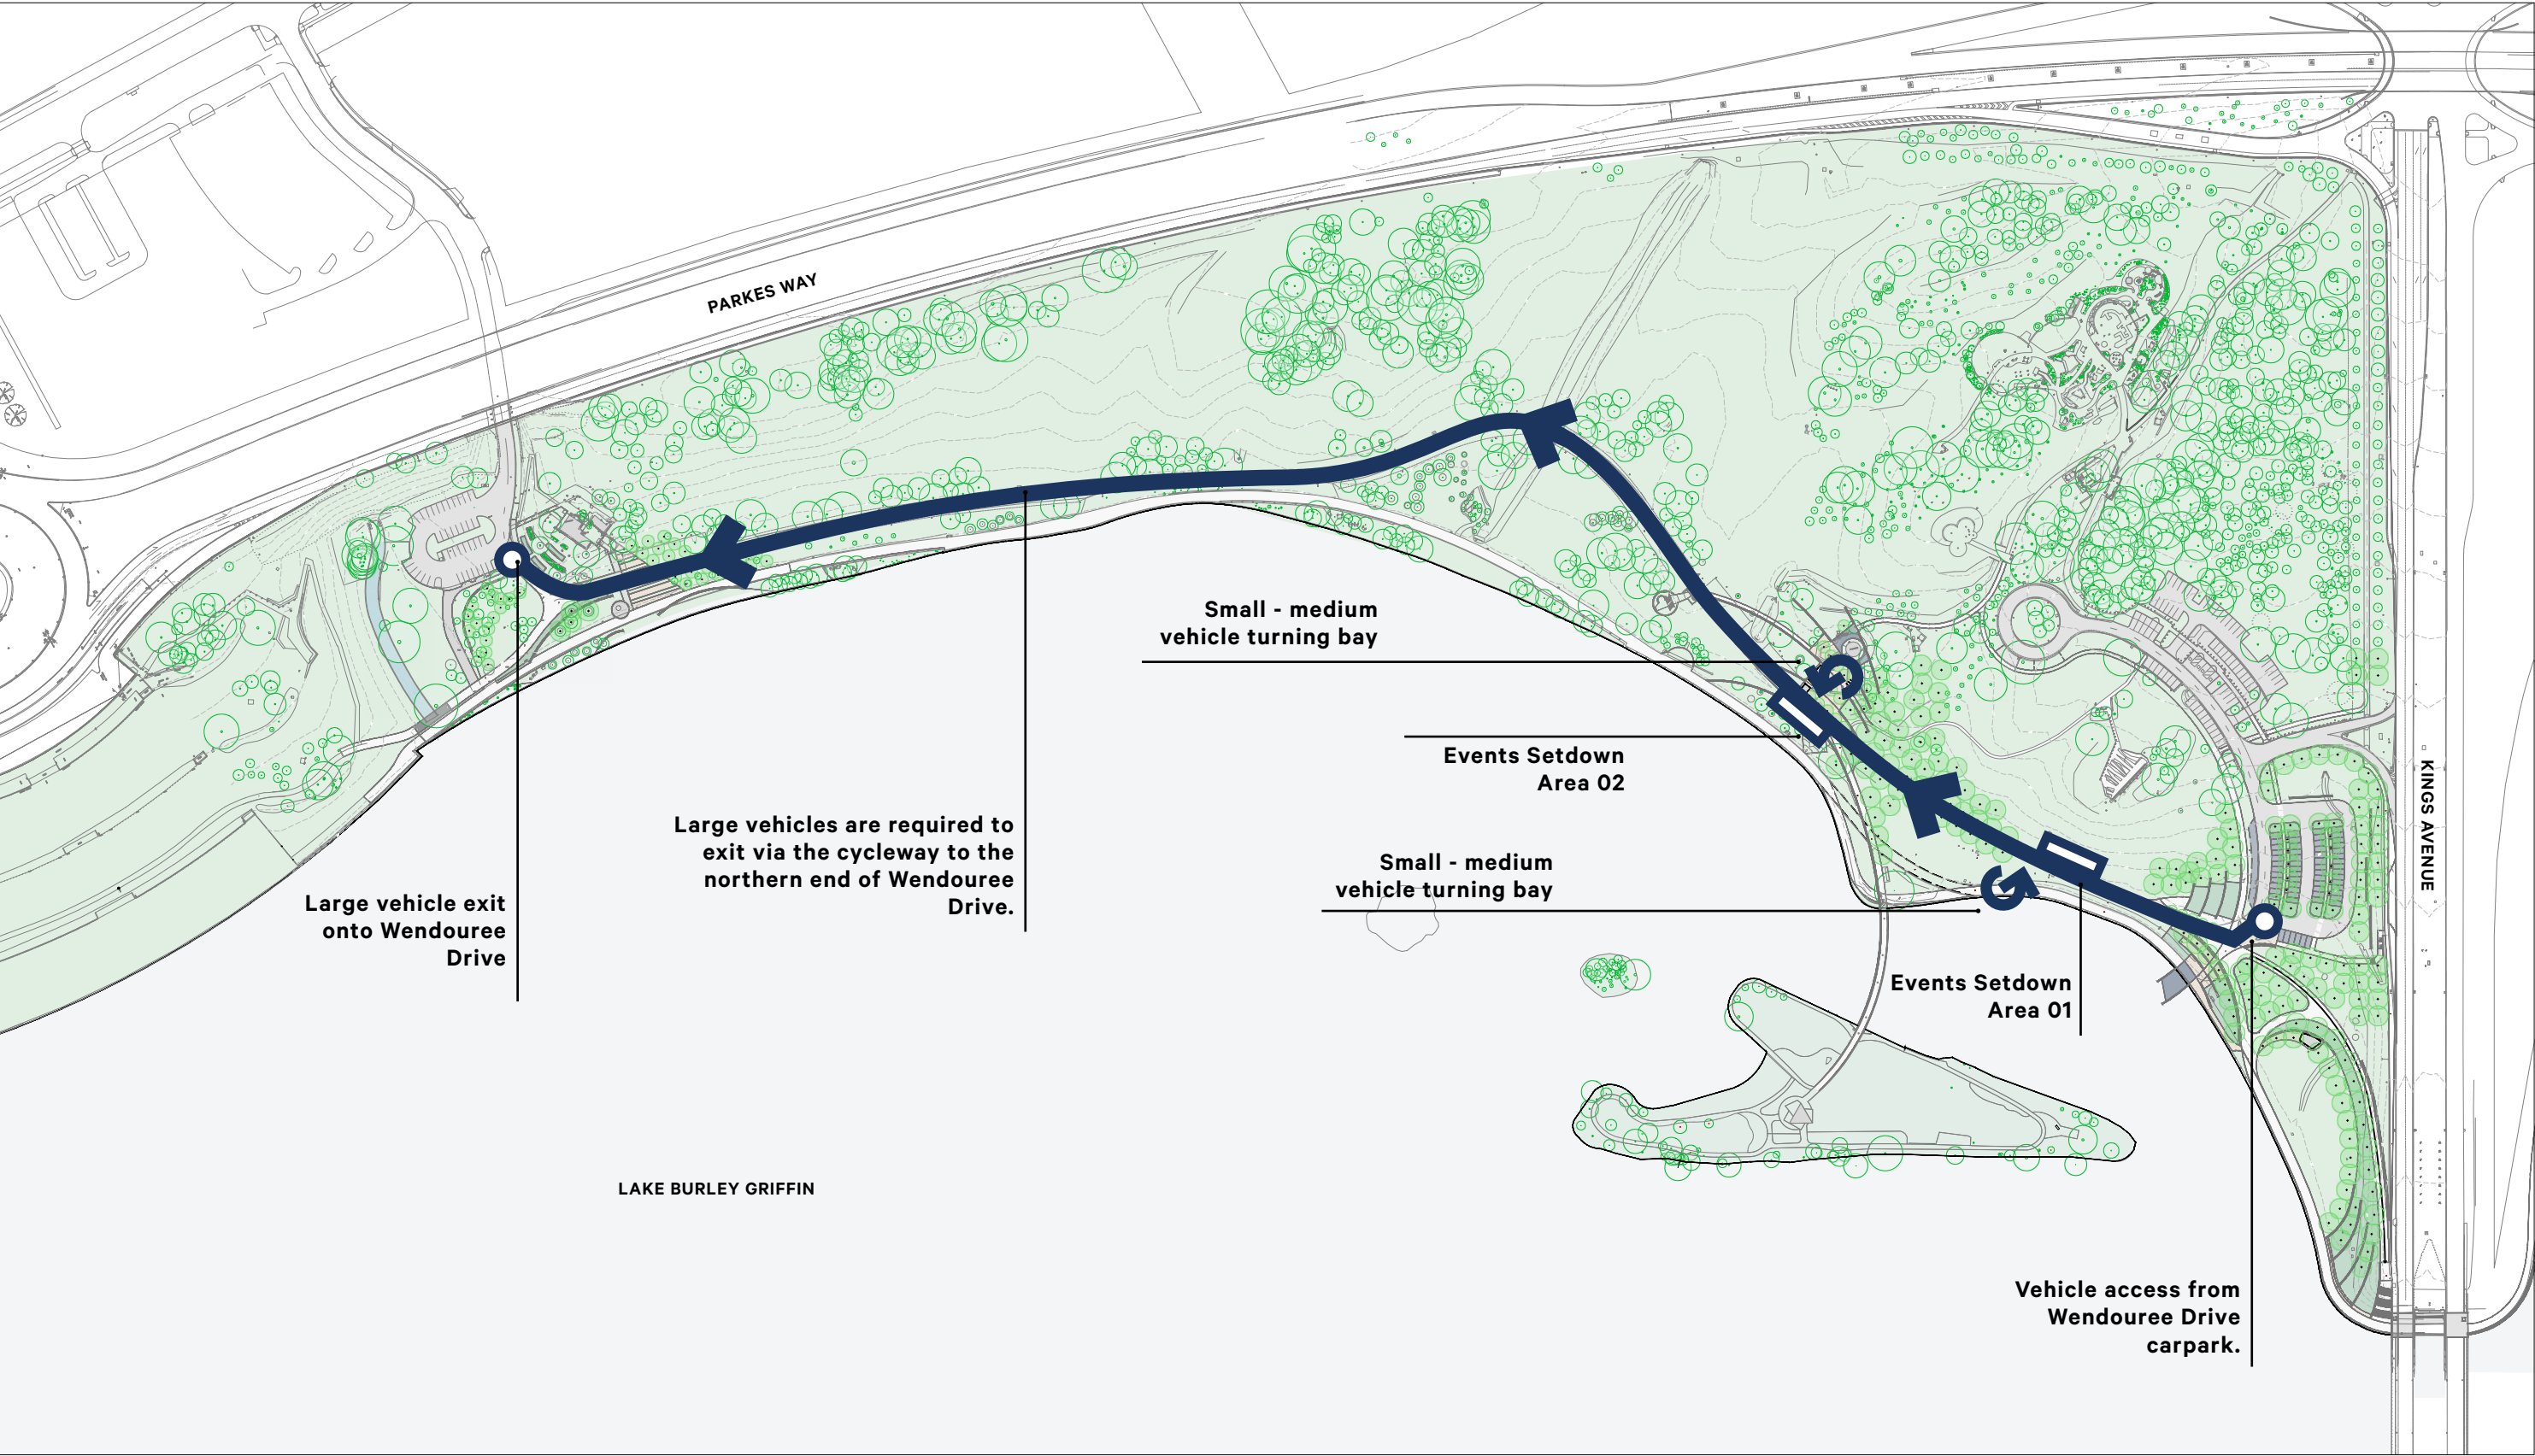 PARKES WAY
Small - medium
vehicle turning bay
Events Setdown
Area 02
KINGS AVENUE
Large vehicles are required to
exit via the cycleway to the
northern end of Wendouree
Drive.
Small - medium
vehicle turning bay
Large vehicle exit
onto Wendouree
Drive
Events Setdown
Area 01
LAKE BURLEY GRIFFIN
Vehicle access from
Wendouree Drive
carpark.